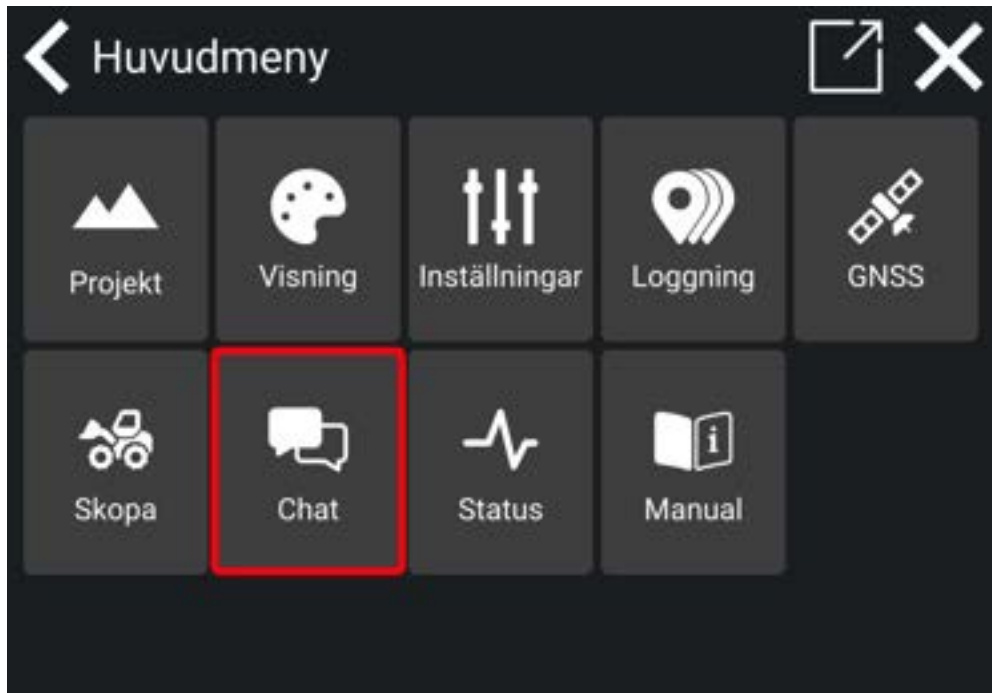 Huvudmeny
Projekt
Visning
Inställningar
Loggning
GNSS
Skopa
Chat
Status
i
Manual